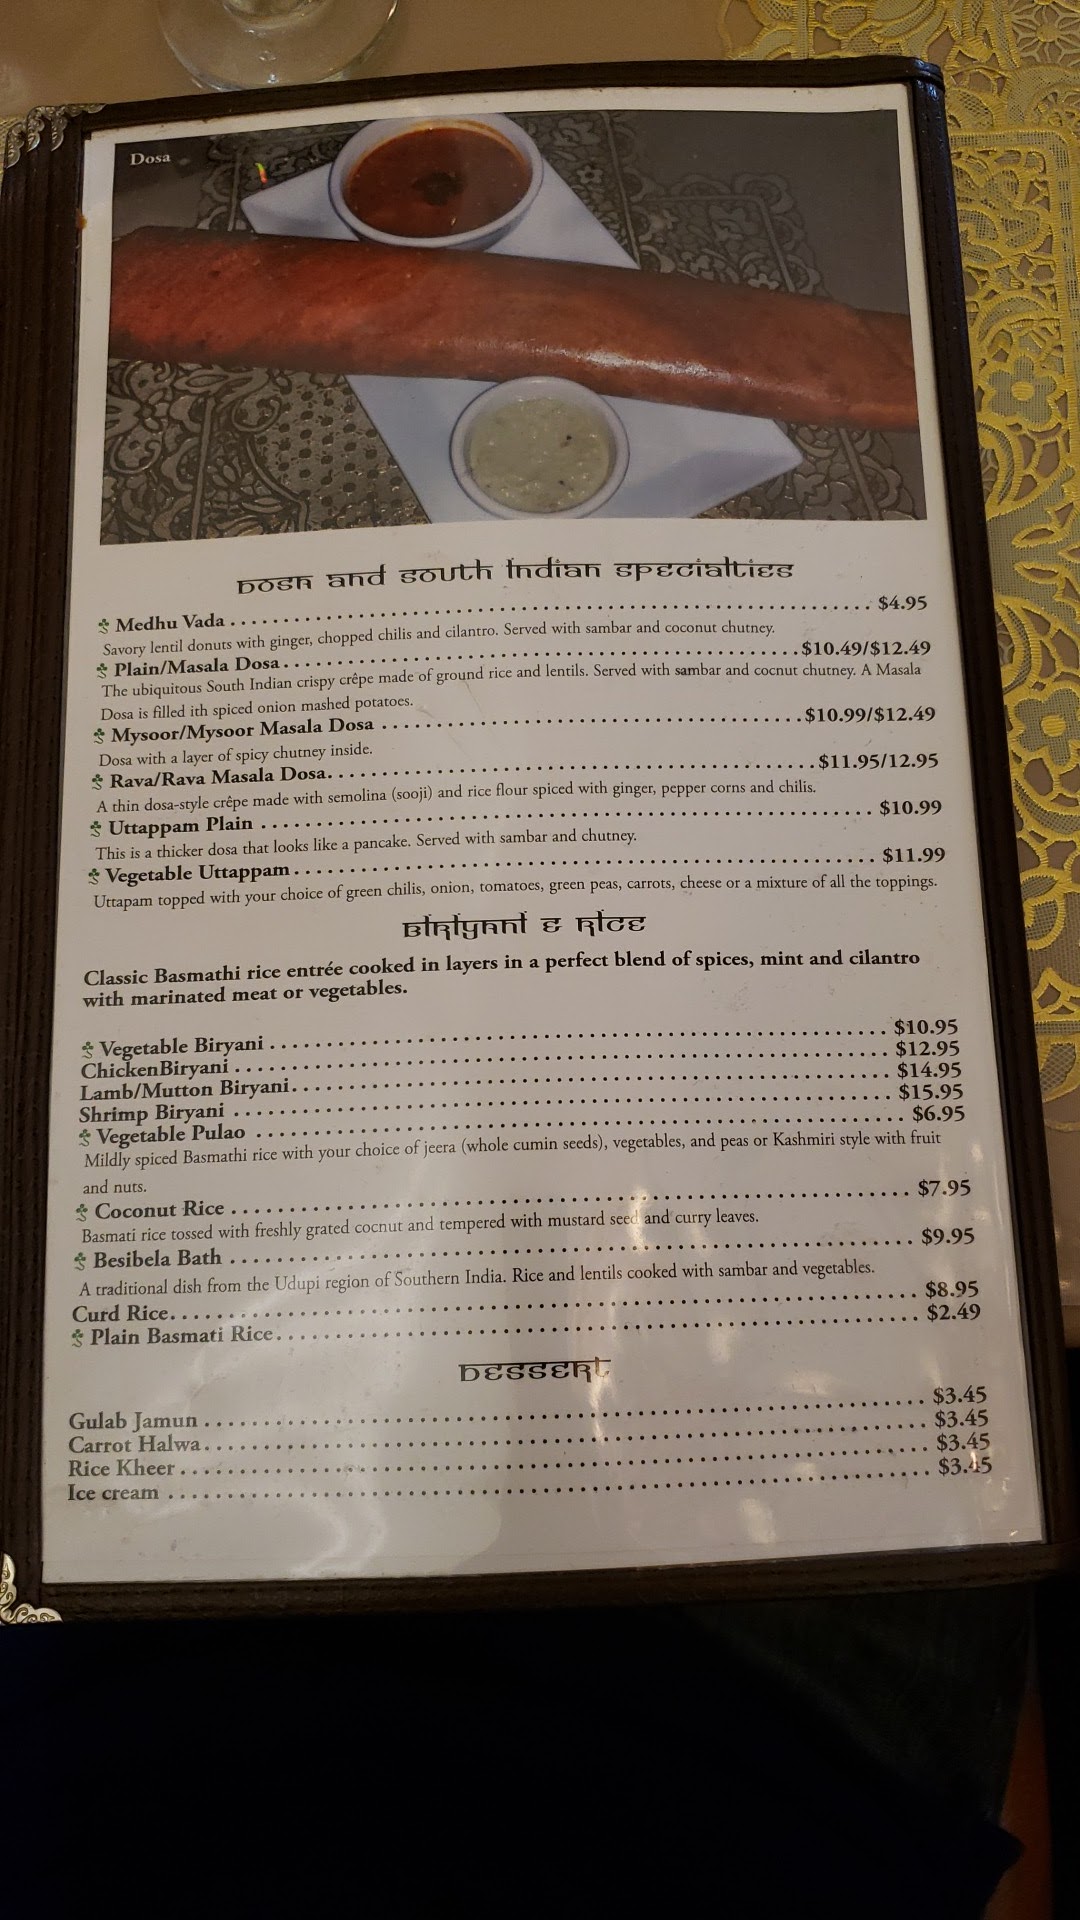 Dosa
Dosa and South Indian Specialties
Medhu Vada . . . . . . . . . . . . . . . . . . . . $4.95
Savory lentil donuts with ginger, chopped chilis and cilantro. Served with sambar and coconut chutney.
Plain/Masala Dosa . . . . . . . . . . . . . . . . . . . . $10.49/$12.49
The ubiquitous South Indian crispy crêpe made of ground rice and lentils. Served with sambar and cocnut chutney. A Masala
Dosa is filled ith spiced onion mashed potatoes.
Mysoor/Mysoor Masala Dosa . . . . . . . . . . . . . . . . . . . . $10.99/$12.49
Dosa with a layer of spicy chutney inside.
Rava/Rava Masala Dosa. . . . . . . . . . . . . . . . . . . . $11.95/12.95
A thin dosa-style crêpe made with semolina (sooji) and rice flour spiced with ginger, pepper corns and chilis.
Uttappam Plain . . . . . . . . . . . . . . . . . . . . $10.99
This is a thicker dosa that looks like a pancake. Served with sambar and chutney.
Vegetable Uttappam . . . . . . . . . . . . . . . . . . . . $11.99
Uttapam topped with your choice of green chilis, onion, tomatoes, green peas, carrots, cheese or a mixture of all the toppings.
Biriyani & Rice
Classic Basmathi rice entrée cooked in layers in a perfect blend of spices, mint and cilantro
with marinated meat or vegetables.
Vegetable Biryani . . . . . . . . . . . . . . . . . . . . $10.95
ChickenBiryani . . . . . . . . . . . . . . . . . . . . $12.95
Lamb/Mutton Biryani. . . . . . . . . . . . . . . . . . . . $14.95
Shrimp Biryani . . . . . . . . . . . . . . . . . . . . $15.95
Vegetable Pulao . . . . . . . . . . . . . . . . . . . . $6.95
Mildly spiced Basmathi rice with your choice of jeera (whole cumin seeds), vegetables, and peas or Kashmiri style with fruit
and nuts.
Coconut Rice . . . . . . . . . . . . . . . . . . . . $7.95
Basmati rice tossed with freshly grated cocnut and tempered with mustard seed and curry leaves.
Besibela Bath . . . . . . . . . . . . . . . . . . . . $9.95
A traditional dish from the Udupi region of Southern India. Rice and lentils cooked with sambar and vegetables.
Curd Rice. . . . . . . . . . . . . . . . . . . . $8.95
Plain Basmati Rice. . . . . . . . . . . . . . . . . . . . $2.49
Dessert
Gulab Jamun . . . . . . . . . . . . . . . . . . . . $3.45
Carrot Halwa. . . . . . . . . . . . . . . . . . . . $3.45
Rice Kheer . . . . . . . . . . . . . . . . . . . . $3.45
Ice cream . . . . . . . . . . . . . . . . . . . . $3.45